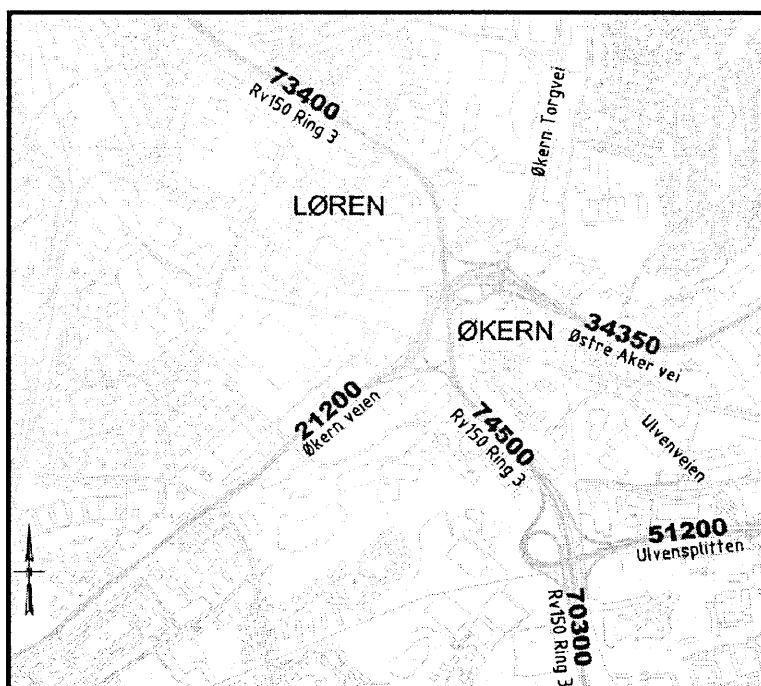 73400
Rv150 Ring 3
Økern Torgvei
LØREN
ØKERN
34350
Østre Aker vei
21200
Økern veien
74500
Rv150 Ring 3
Ulvenveien
51200
Ulvensplitten
70300
Rv150 Ring 3